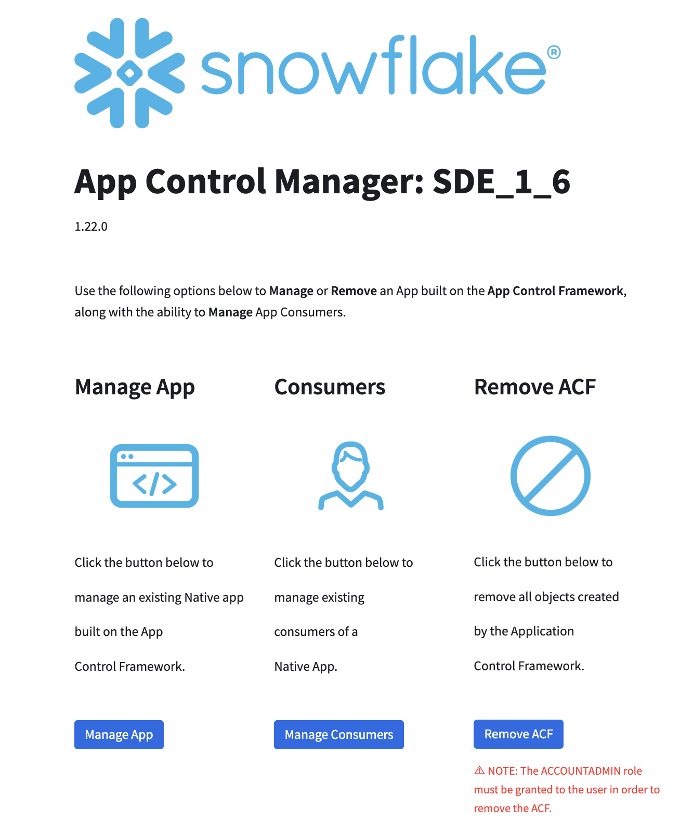 snowflake®
App Control Manager: SDE_1_6
1.22.0
Use the following options below to Manage or Remove an App built on the App Control Framework,
along with the ability to Manage App Consumers.
Manage App
Click the button below to
manage an existing Native app
built on the App
Control Framework.
Manage App
Consumers
Click the button below to
manage existing
consumers of a
Native App.
Manage Consumers
Remove ACF
Click the button below to
remove all objects created
by the Application
Control Framework.
Remove ACF
⚠ NOTE: The ACCOUNTADMIN role
must be granted to the user in order to
remove the ACF.